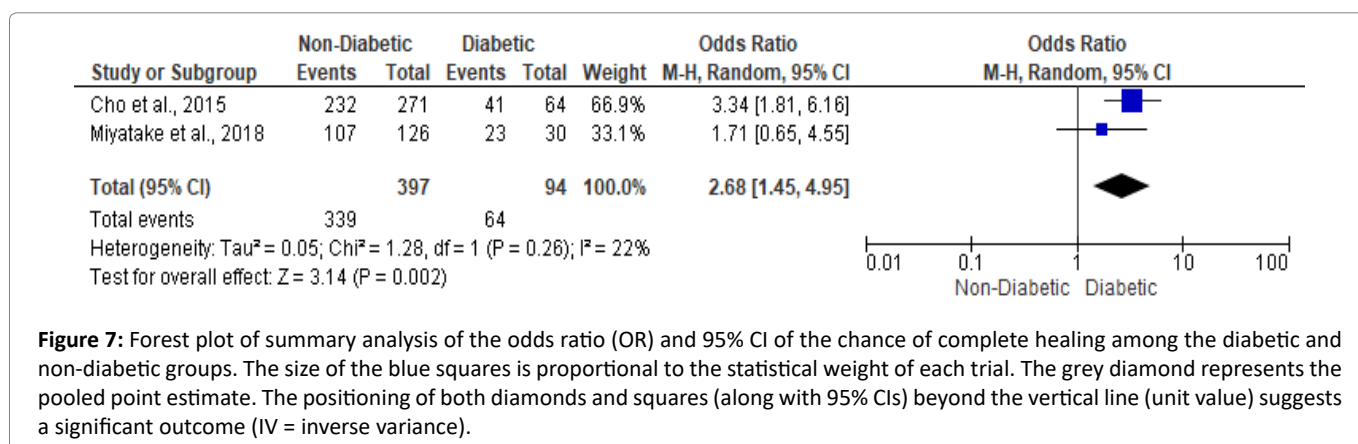 Non-Diabetic Diabetic Odds Ratio Odds Ratio
Study or Subgroup Events Total Events Total Weight M-H, Random, 95% CI M-H, Random, 95% CI
Cho et al., 2015 232 271 41 64 66.9% 3.34 [1.81, 6.16]
Miyatake et al., 2018 107 126 23 30 33.1% 1.71 [0.65, 4.55]
Total (95% CI) 397 94 100.0% 2.68 [1.45, 4.95]
Total events 339 64
Heterogeneity: Tau² = 0.05; Chi² = 1.28, df = 1 (P = 0.26); I² = 22%
Test for overall effect: Z = 3.14 (P = 0.002)
0.01 0.1 1 10 100
Non-Diabetic Diabetic
Figure 7: Forest plot of summary analysis of the odds ratio (OR) and 95% CI of the chance of complete healing among the diabetic and
non-diabetic groups. The size of the blue squares is proportional to the statistical weight of each trial. The grey diamond represents the
pooled point estimate. The positioning of both diamonds and squares (along with 95% CIs) beyond the vertical line (unit value) suggests
a significant outcome (IV = inverse variance).